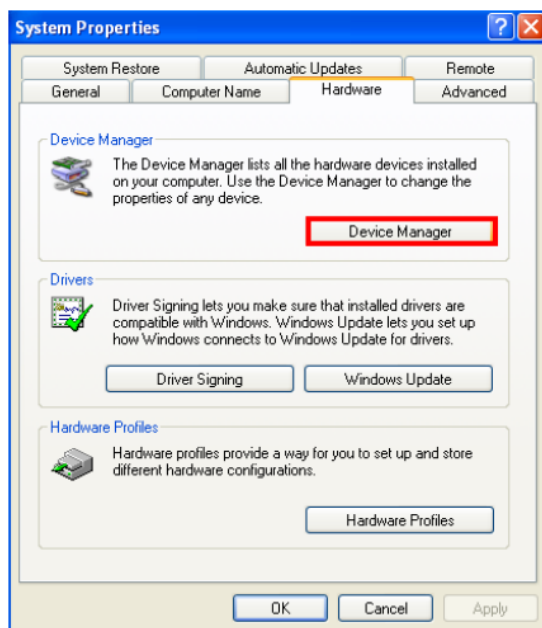 System Properties
System Restore
Automatic Updates
Remote
General
Computer Name
Hardware
Advanced
Device Manager
The Device Manager lists all the hardware devices installed
on your computer. Use the Device Manager to change the
properties of any device.
Device Manager
Drivers
Driver Signing lets you make sure that installed drivers are
compatible with Windows. Windows Update lets you set up
how Windows connects to Windows Update for drivers.
Driver Signing
Windows Update
Hardware Profiles
Hardware profiles provide a way for you to set up and store
different hardware configurations.
Hardware Profiles
OK
Cancel
Apply